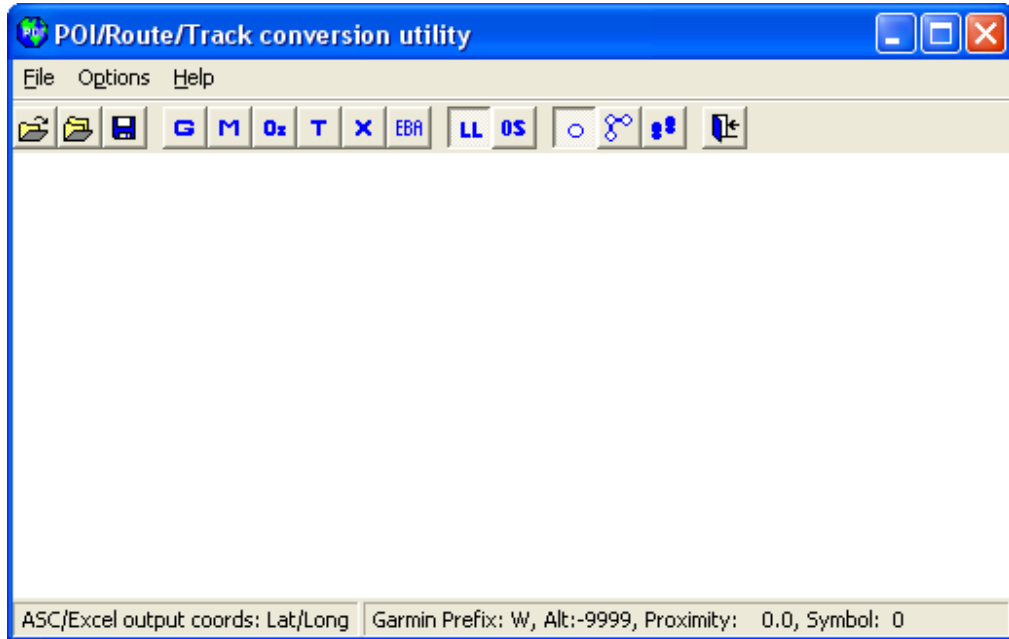 POI POI/Route/Track conversion utility
File Options Help
G M Oz T X EBA LL OS
ASC/Excel output coords: Lat/Long Garmin Prefix: W, Alt:-9999, Proximity: 0.0, Symbol: 0